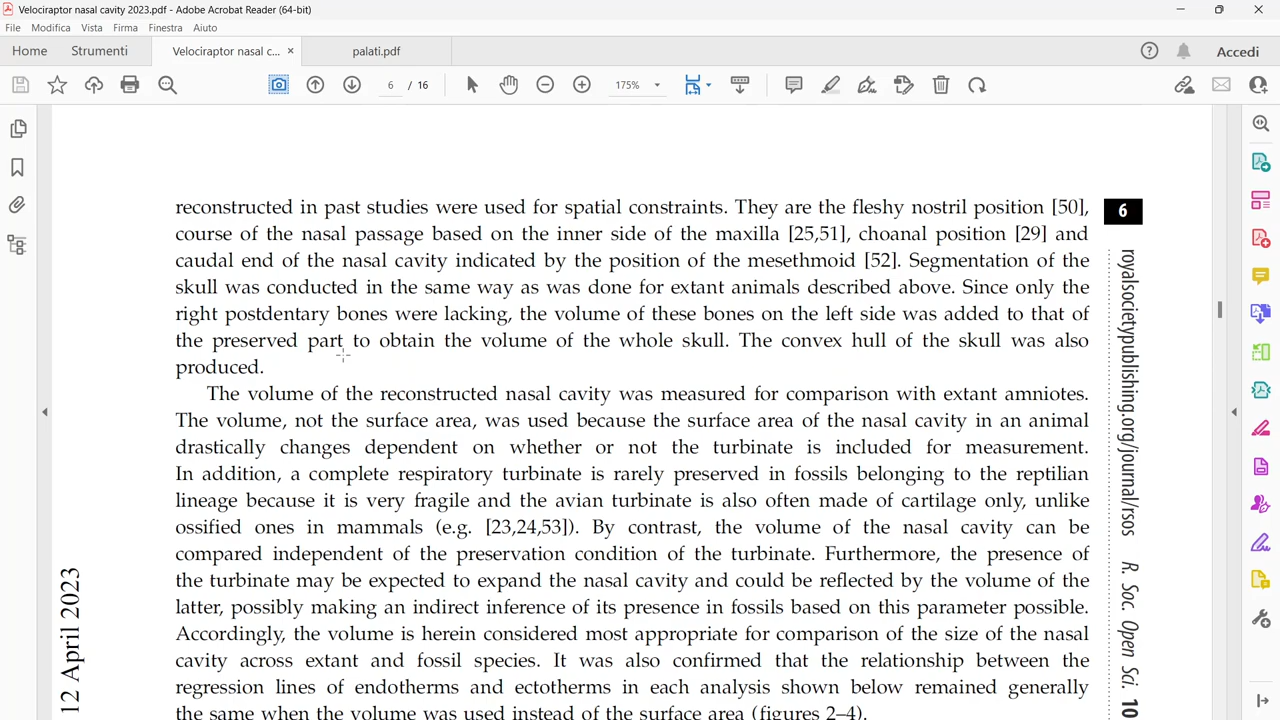 Velociraptor nasal cavity 2023.pdf - Adobe Acrobat Reader (64-bit)
File Modifica Vista Firma Finestra Aiuto
Home Strumenti Velociraptor nasal c... × palati.pdf Accedi
6 / 16 175%
reconstructed in past studies were used for spatial constraints. They are the fleshy nostril position [50],
course of the nasal passage based on the inner side of the maxilla [25,51], choanal position [29] and
caudal end of the nasal cavity indicated by the position of the mesethmoid [52]. Segmentation of the
skull was conducted in the same way as was done for extant animals described above. Since only the
right postdentary bones were lacking, the volume of these bones on the left side was added to that of
the preserved part to obtain the volume of the whole skull. The convex hull of the skull was also
produced.
The volume of the reconstructed nasal cavity was measured for comparison with extant amniotes.
The volume, not the surface area, was used because the surface area of the nasal cavity in an animal
drastically changes dependent on whether or not the turbinate is included for measurement.
In addition, a complete respiratory turbinate is rarely preserved in fossils belonging to the reptilian
lineage because it is very fragile and the avian turbinate is also often made of cartilage only, unlike
ossified ones in mammals (e.g. [23,24,53]). By contrast, the volume of the nasal cavity can be
compared independent of the preservation condition of the turbinate. Furthermore, the presence of
the turbinate may be expected to expand the nasal cavity and could be reflected by the volume of the
latter, possibly making an indirect inference of its presence in fossils based on this parameter possible.
Accordingly, the volume is herein considered most appropriate for comparison of the size of the nasal
cavity across extant and fossil species. It was also confirmed that the relationship between the
regression lines of endotherms and ectotherms in each analysis shown below remained generally
the same when the volume was used instead of the surface area (figures 2–4).
6
royalsocietypublishing.org/journal/rsos R. Soc. Open Sci. 10
12 April 2023